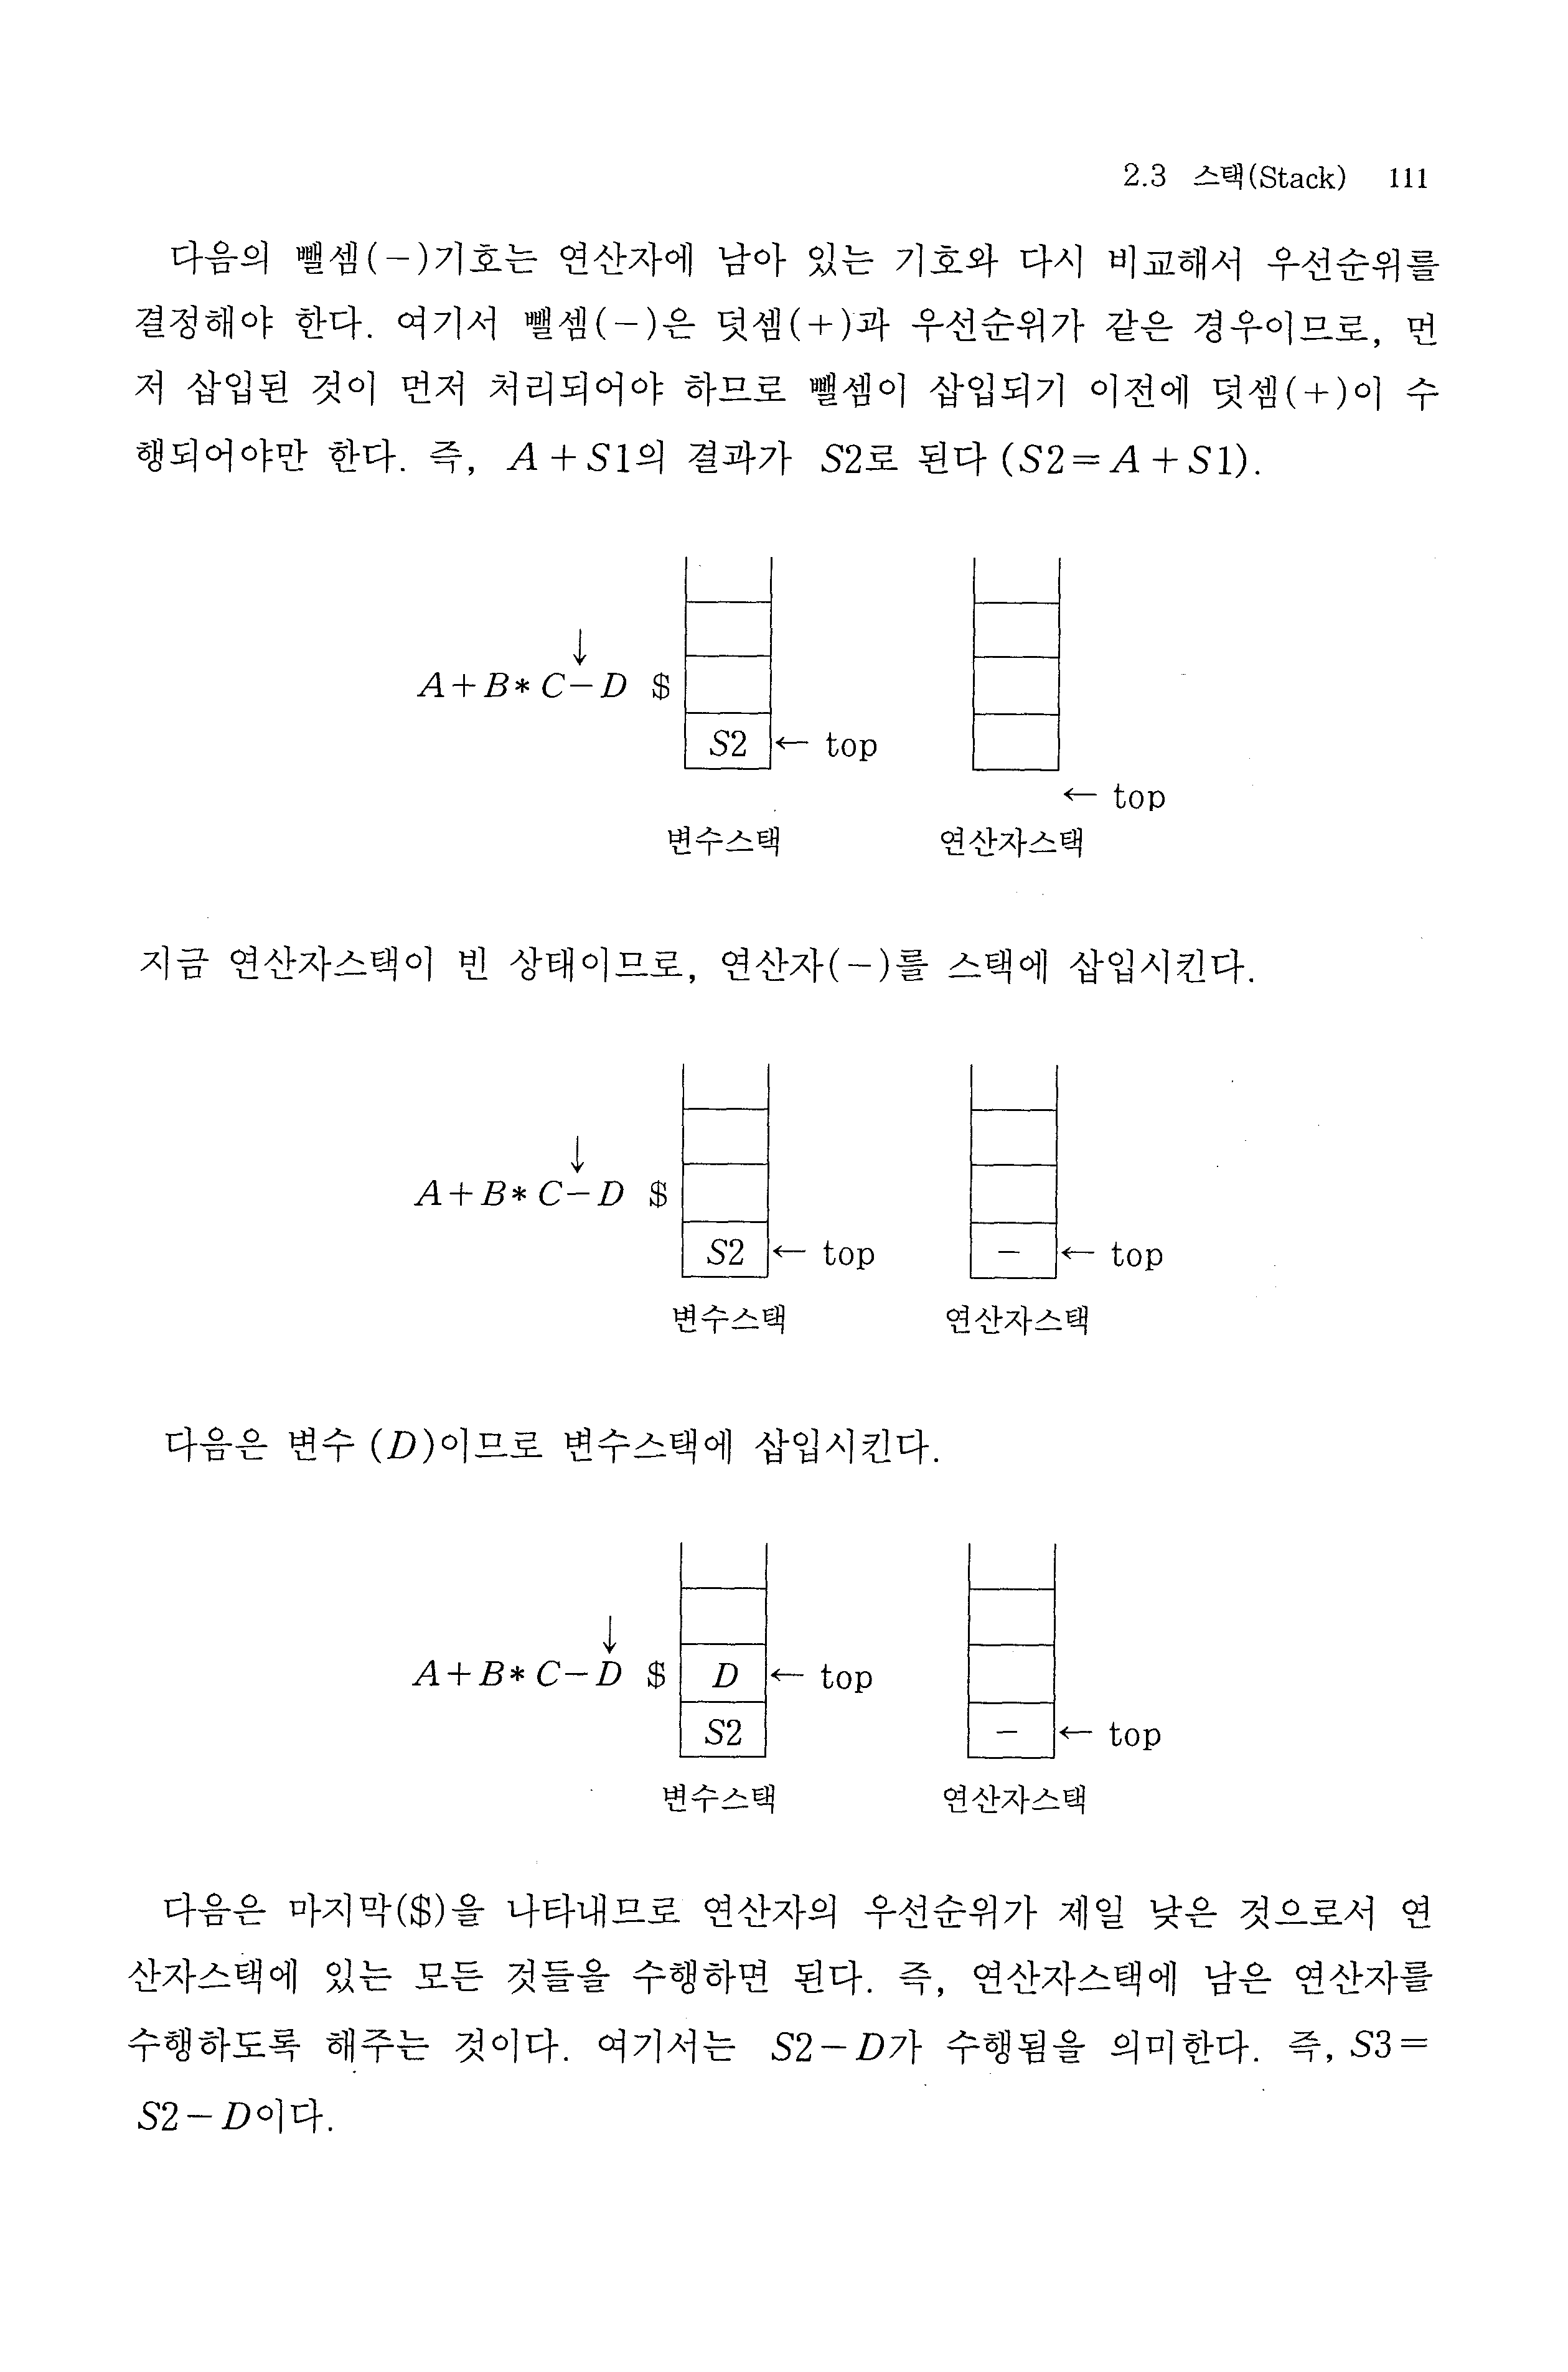 2.3 스택(Stack) 111
다음의 뺄셈(-)기호는 연산자에 남아 있는 기호와 다시 비교해서 우선순위를
결정해야 한다. 여기서 뺄셈(-)은 덧셈(+)과 우선순위가 같은 경우이므로, 먼
저 삽입된 것이 먼저 처리되어야 하므로 뺄셈이 삽입되기 이전에 덧셈(+)이 수
행되어야만 한다. 즉, A+S1의 결과가 S2로 된다(S2=A+S1).
↓
A+B*C-D $
S2 ← top
← top
변수스택 연산자스택
지금 연산자스택이 빈 상태이므로, 연산자(-)를 스택에 삽입시킨다.
↓
A+B*C-D $
S2 ← top - ← top
변수스택 연산자스택
다음은 변수(D)이므로 변수스택에 삽입시킨다.
↓
A+B*C-D $ D ← top
S2 - ← top
변수스택 연산자스택
다음은 마지막($)을 나타내므로 연산자의 우선순위가 제일 낮은 것으로서 연
산자스택에 있는 모든 것들을 수행하면 된다. 즉, 연산자스택에 남은 연산자를
수행하도록 해주는 것이다. 여기서는 S2-D가 수행됨을 의미한다. 즉, S3=
S2-D이다.